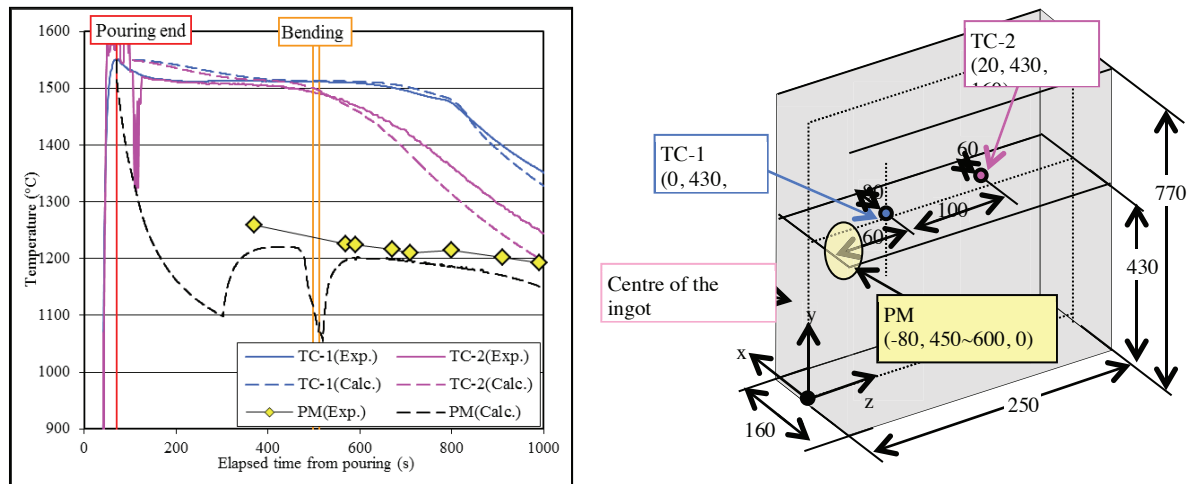 1600
1500
1400
1300
1200
1100
1000
900
Temperature (°C)
Pouring end
Bending
TC-1(Exp.)
TC-2(Exp.)
TC-1(Calc.)
TC-2(Calc.)
PM(Exp.)
PM(Calc.)
0
200
400
600
800
1000
Elapsed time from pouring (s)
TC-2
(20, 430,
160)
TC-1
(0, 430,
60
80
100
60
770
430
Centre of the
ingot
PM
(-80, 450~600, 0)
y
x
z
160
250